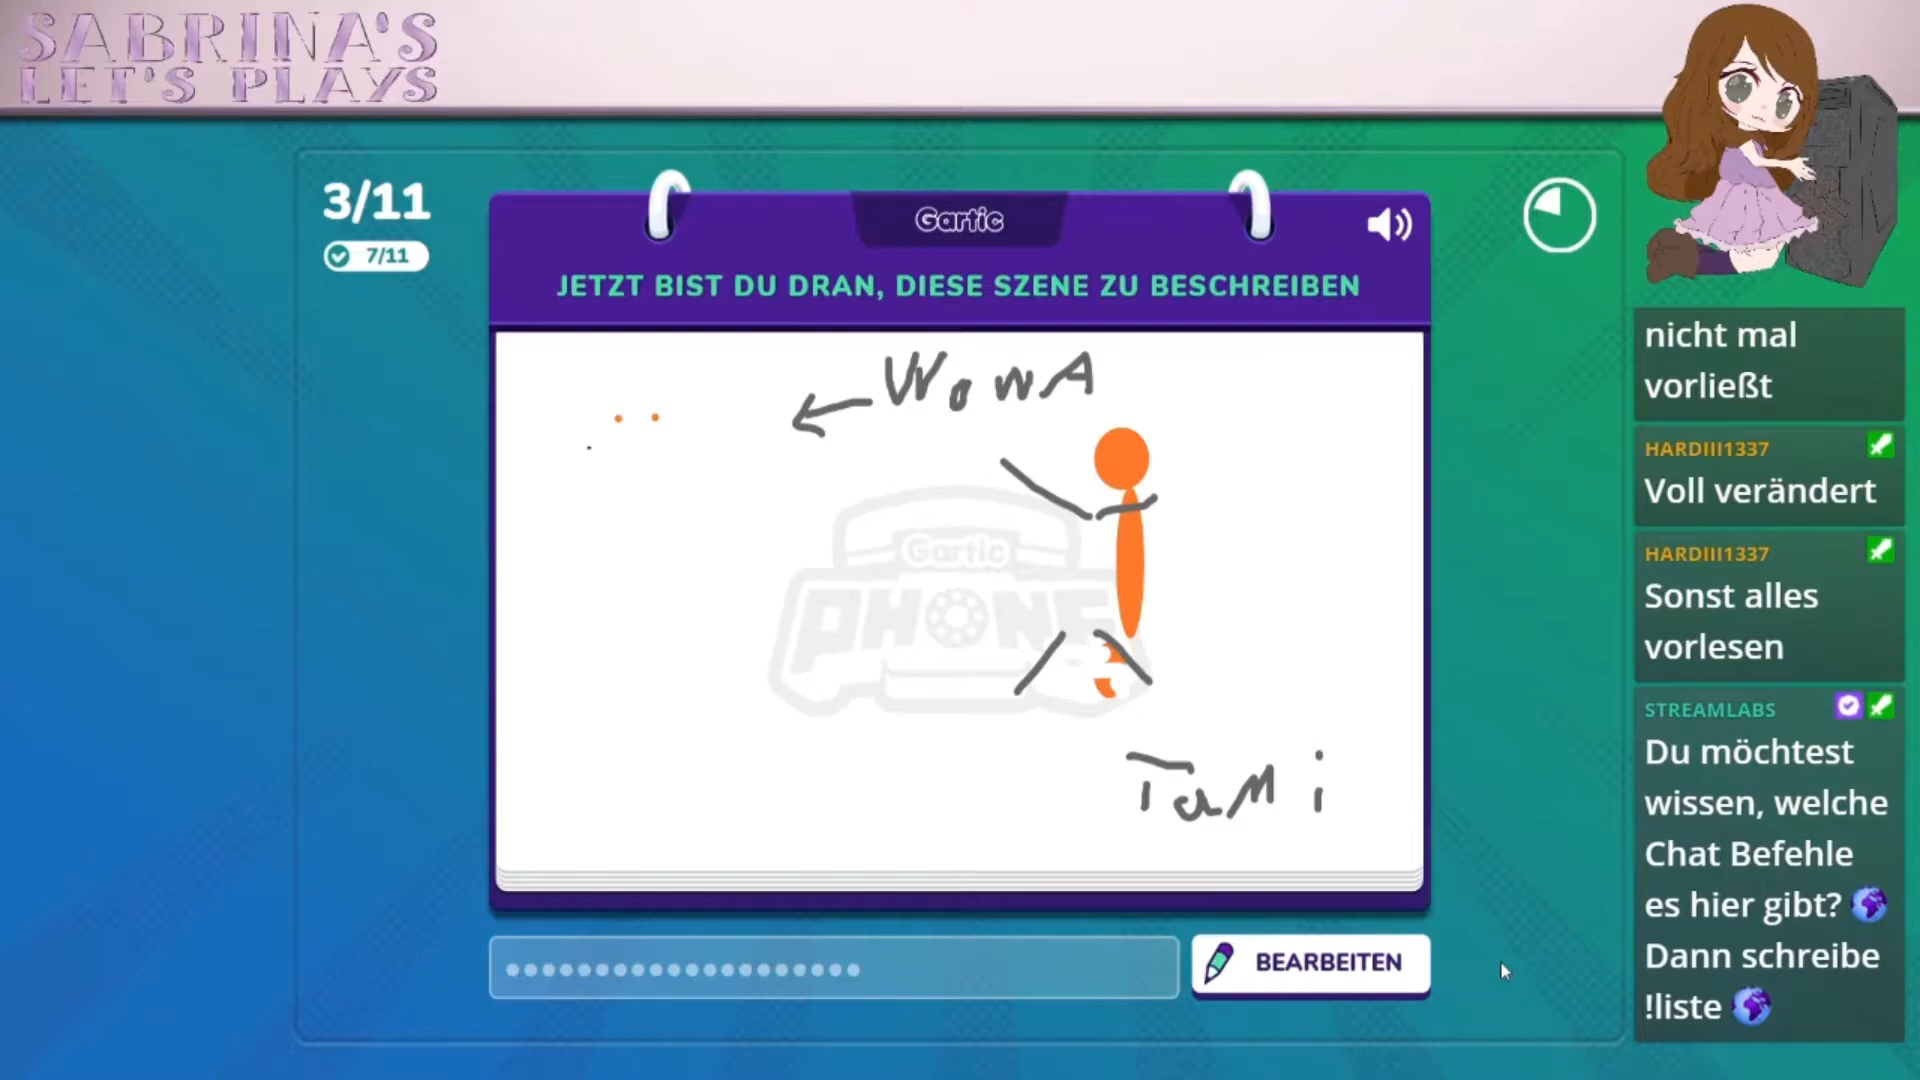 SABRINA'S
LET'S PLAYS
3/11
7/11
Gartic
JETZT BIST DU DRAN, DIESE SZENE ZU BESCHREIBEN
WowA
Gartic
PHONE
TaMi
BEARBEITEN
nicht mal
vorließt
HARDIII1337
Voll verändert
HARDIII1337
Sonst alles
vorlesen
STREAMLABS
Du möchtest
wissen, welche
Chat Befehle
es hier gibt?
Dann schreibe
!liste